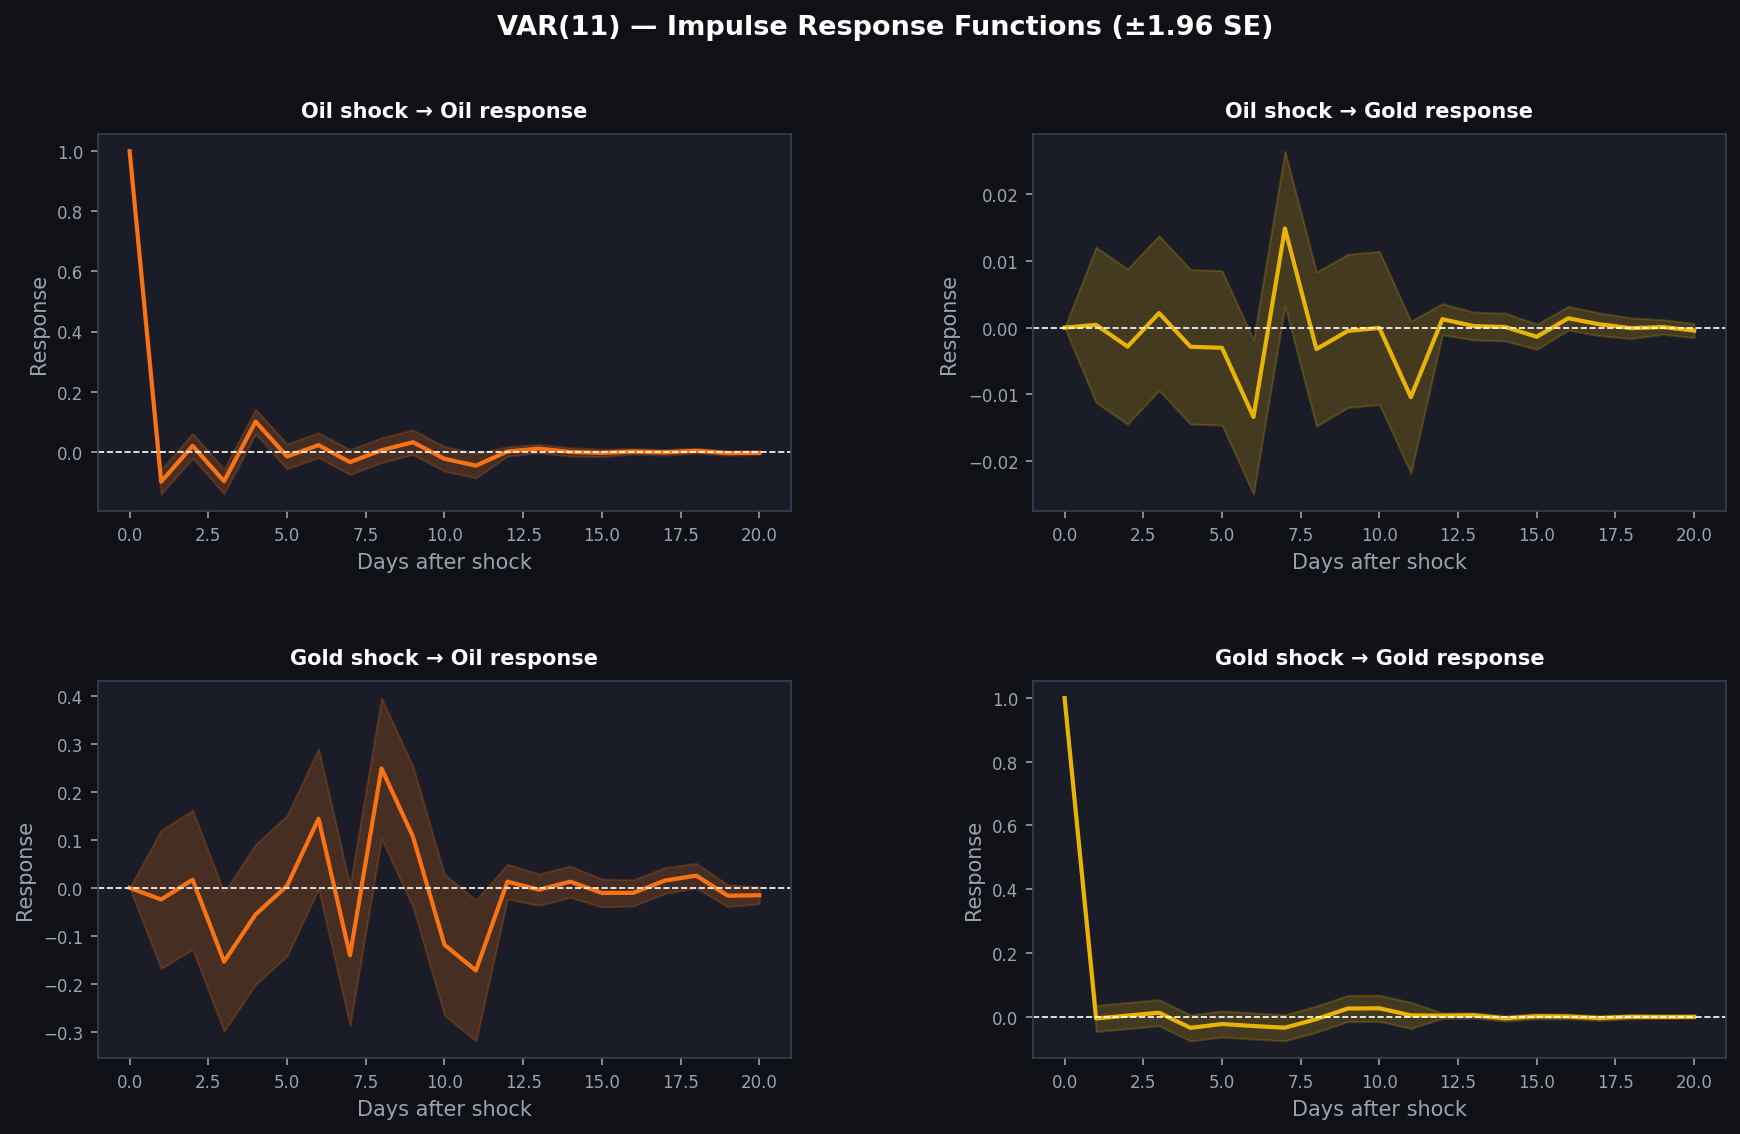 VAR(11) — Impulse Response Functions (±1.96 SE)
Oil shock → Oil response
Response
1.0
0.8
0.6
0.4
0.2
0.0
0.0 2.5 5.0 7.5 10.0 12.5 15.0 17.5 20.0
Days after shock
Oil shock → Gold response
Response
0.02
0.01
0.00
−0.01
−0.02
0.0 2.5 5.0 7.5 10.0 12.5 15.0 17.5 20.0
Days after shock
Gold shock → Oil response
Response
0.4
0.3
0.2
0.1
0.0
−0.1
−0.2
−0.3
0.0 2.5 5.0 7.5 10.0 12.5 15.0 17.5 20.0
Days after shock
Gold shock → Gold response
Response
1.0
0.8
0.6
0.4
0.2
0.0
0.0 2.5 5.0 7.5 10.0 12.5 15.0 17.5 20.0
Days after shock